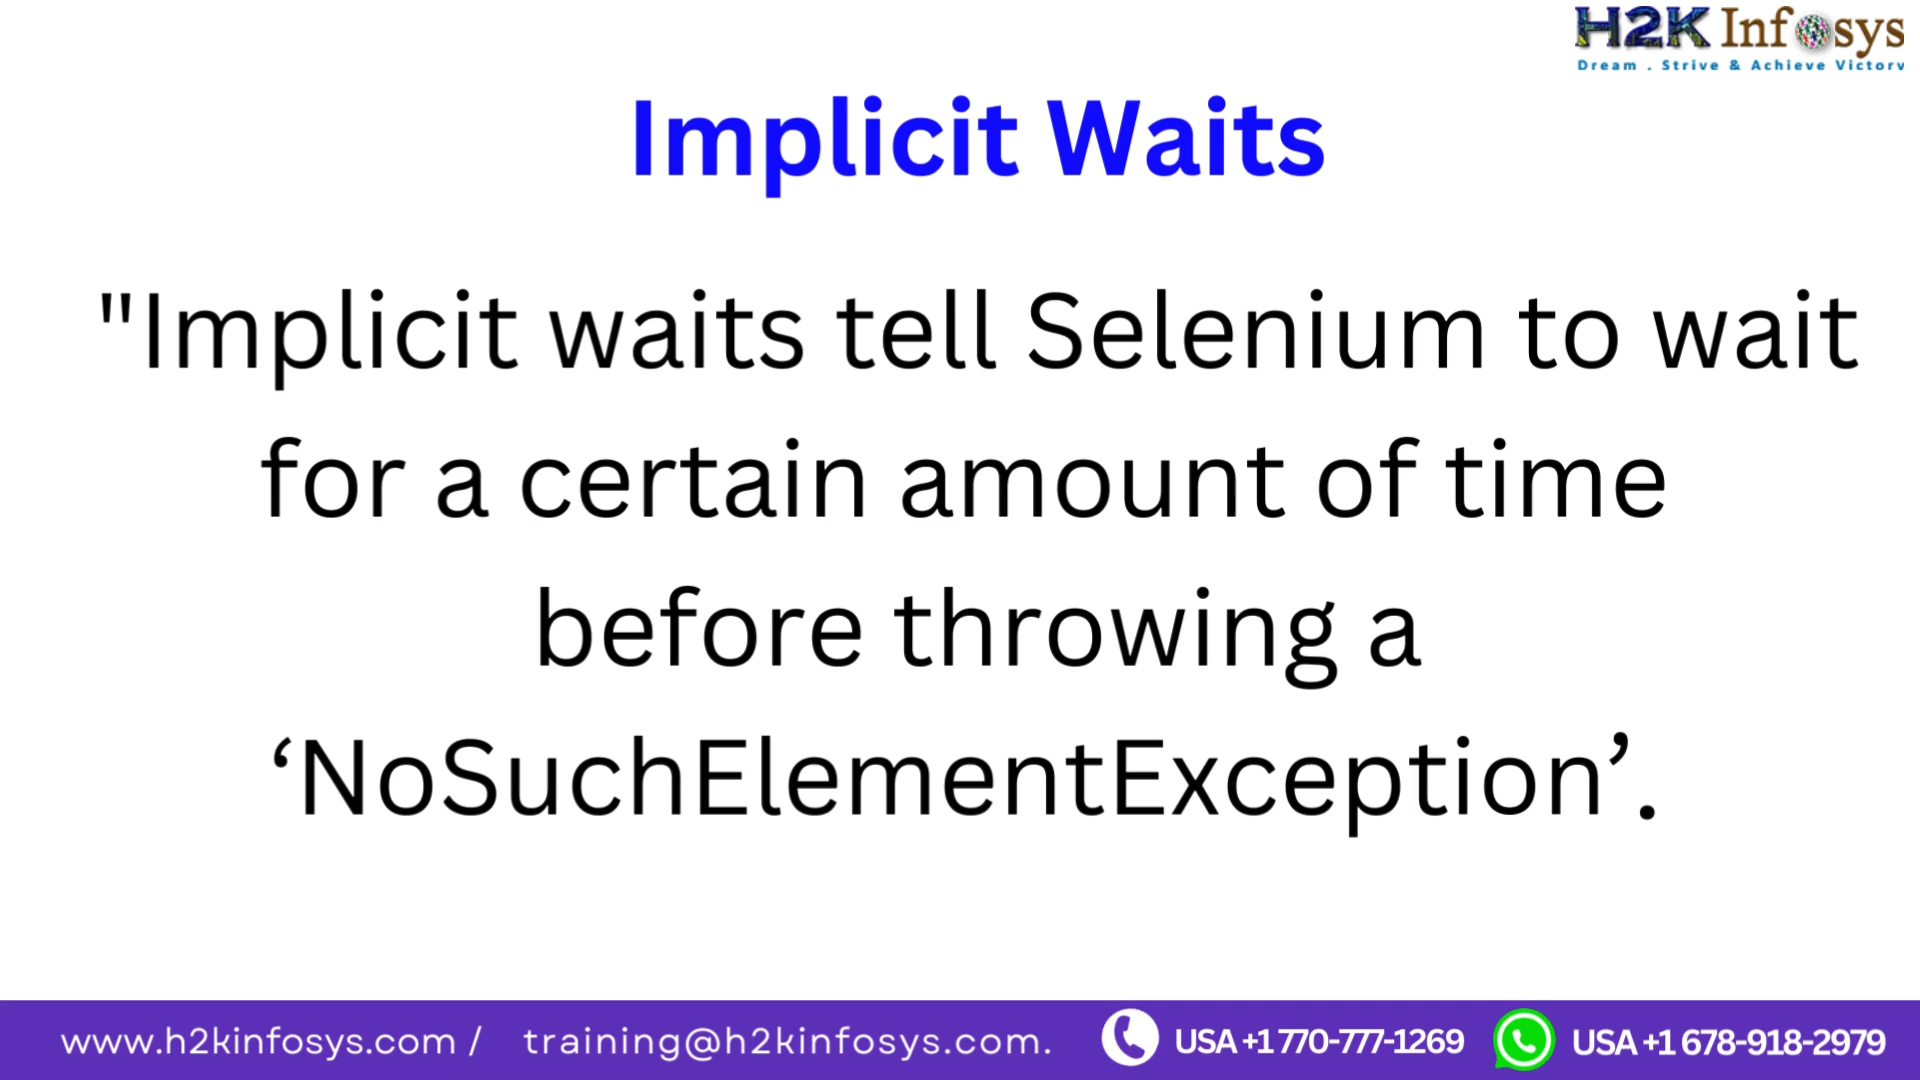 H2K Infosys
Dream . Strive & Achieve Victory
Implicit Waits
"Implicit waits tell Selenium to wait
for a certain amount of time
before throwing a
‘NoSuchElementException’.
www.h2kinfosys.com / training@h2kinfosys.com. USA +1 770-777-1269 USA +1 678-918-2979